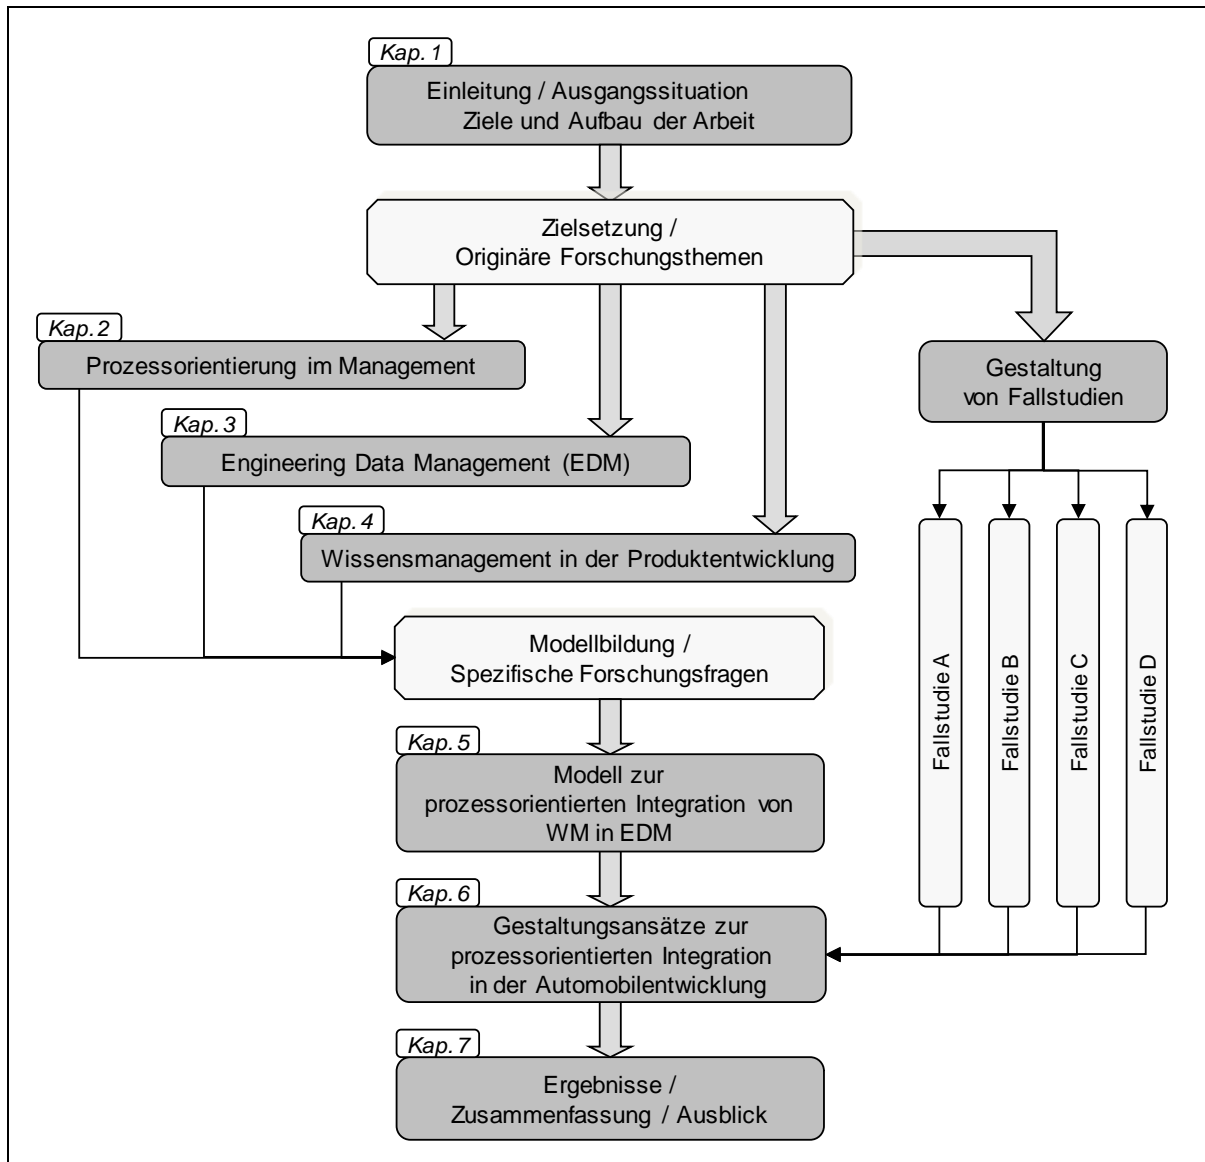 Kap. 1
Einleitung / Ausgangssituation
Ziele und Aufbau der Arbeit
Zielsetzung /
Originäre Forschungsthemen
Kap. 2
Prozessorientierung im Management
Gestaltung
von Fallstudien
Kap. 3
Engineering Data Management (EDM)
Kap. 4
Wissensmanagement in der Produktentwicklung
Modellbildung /
Spezifische Forschungsfragen
Fallstudie A
Fallstudie B
Fallstudie C
Fallstudie D
Kap. 5
Modell zur
prozessorientierten Integration von
WM in EDM
Kap. 6
Gestaltungsansätze zur
prozessorientierten Integration
in der Automobilentwicklung
Kap. 7
Ergebnisse /
Zusammenfassung / Ausblick